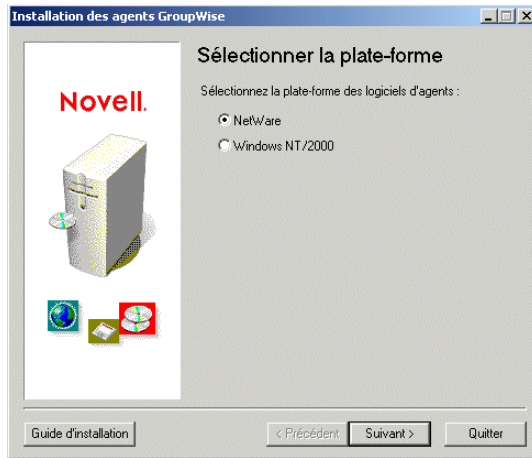 Installation des agents GroupWise
Novell.
Sélectionner la plate-forme
Sélectionnez la plate-forme des logiciels d'agents :
NetWare
Windows NT/2000
Guide d'installation
< Précédent
Suivant >
Quitter